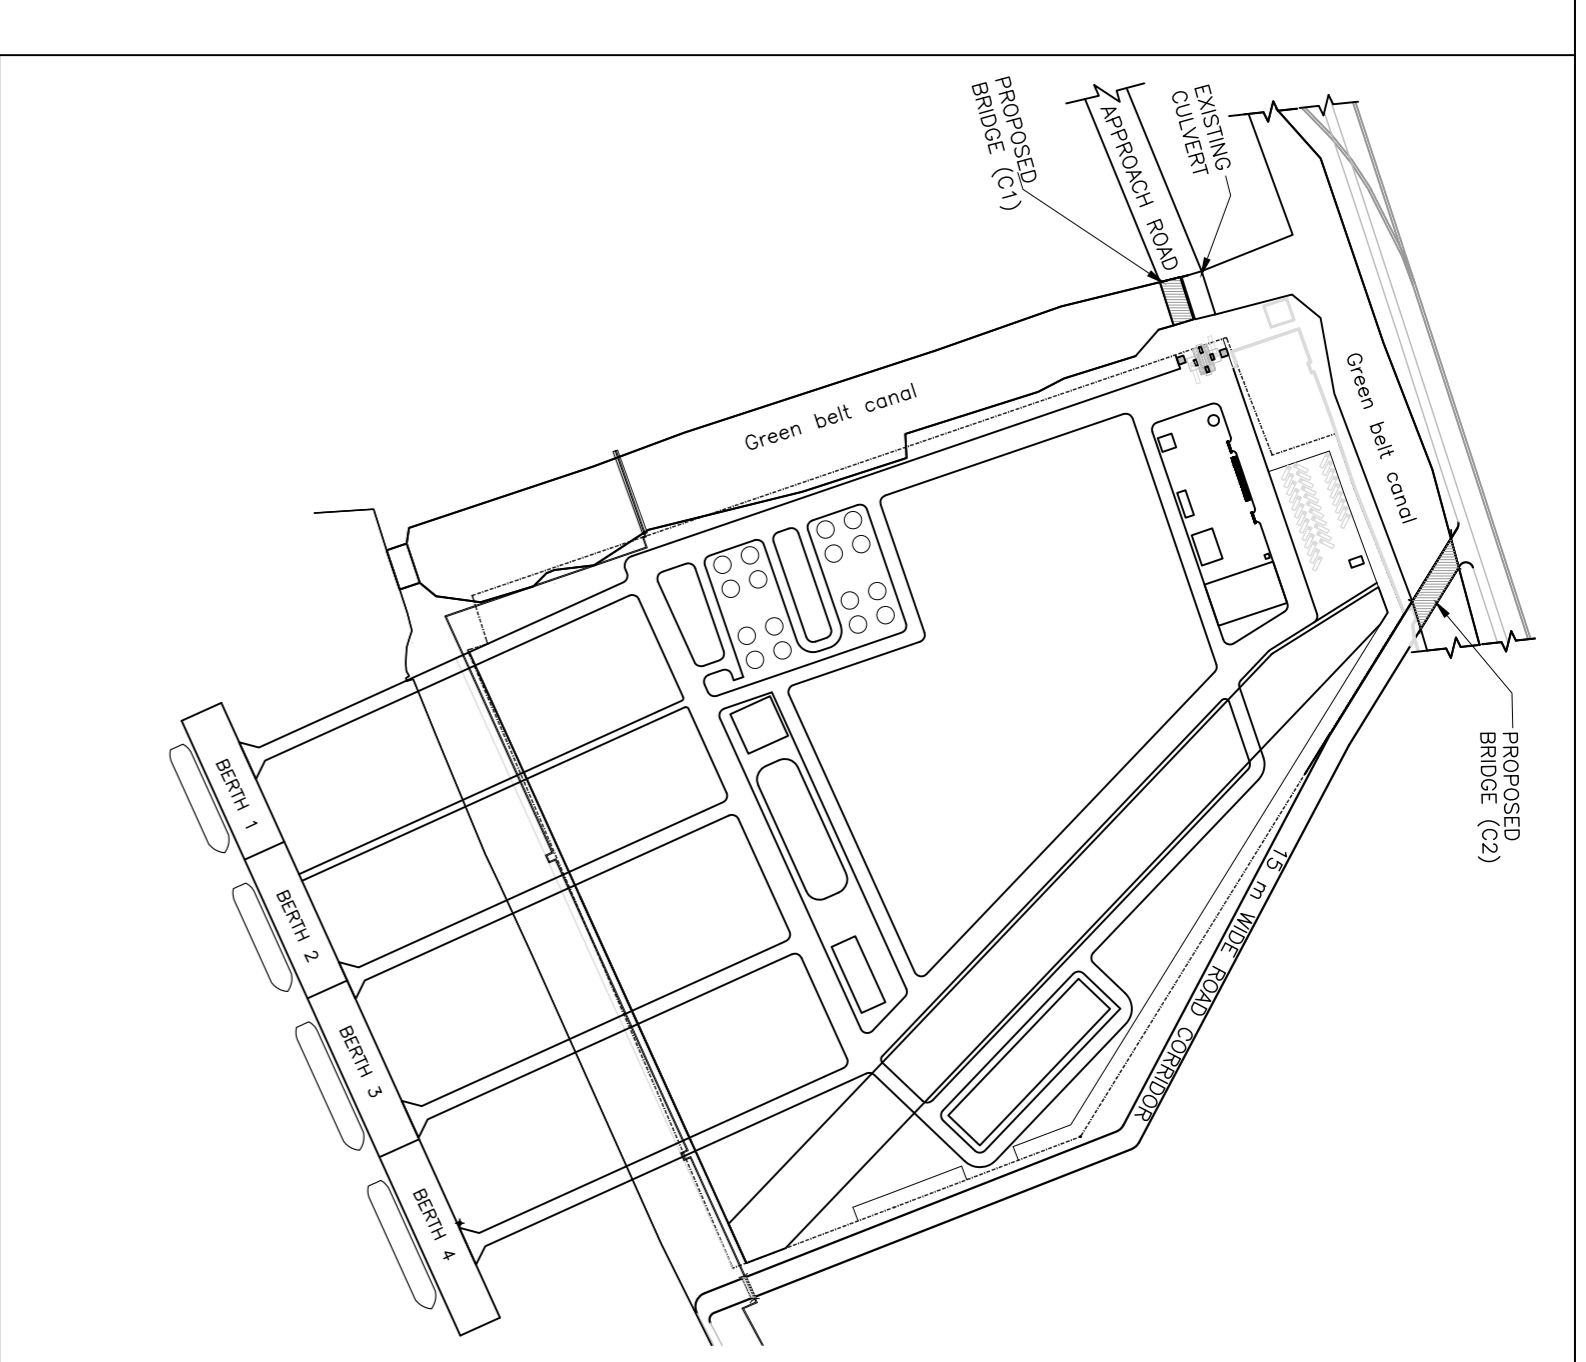 PROPOSED
BRIDGE (C1)
APPROACH ROAD
EXISTING
CULVERT
Green belt canal
Green belt canal
PROPOSED
BRIDGE (C2)
15 m WIDE ROAD CORRIDOR
BERTH 1
BERTH 2
BERTH 3
BERTH 4